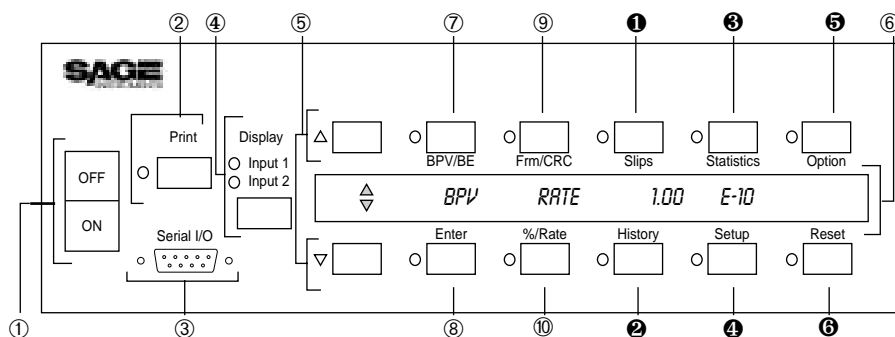 ② ④ ⑤ ⑦ ⑨ ❶ ❸ ❺ ⑥
SAGE
INSTRUMENTS
Print
Display
Input 1
Input 2
OFF
ON
Serial I/O
BPV/BE Frm/CRC Slips Statistics Option
BPV RATE 1.00 E-10
Enter %/Rate History Setup Reset
① ③ ⑧ ⑩ ❷ ❹ ❻